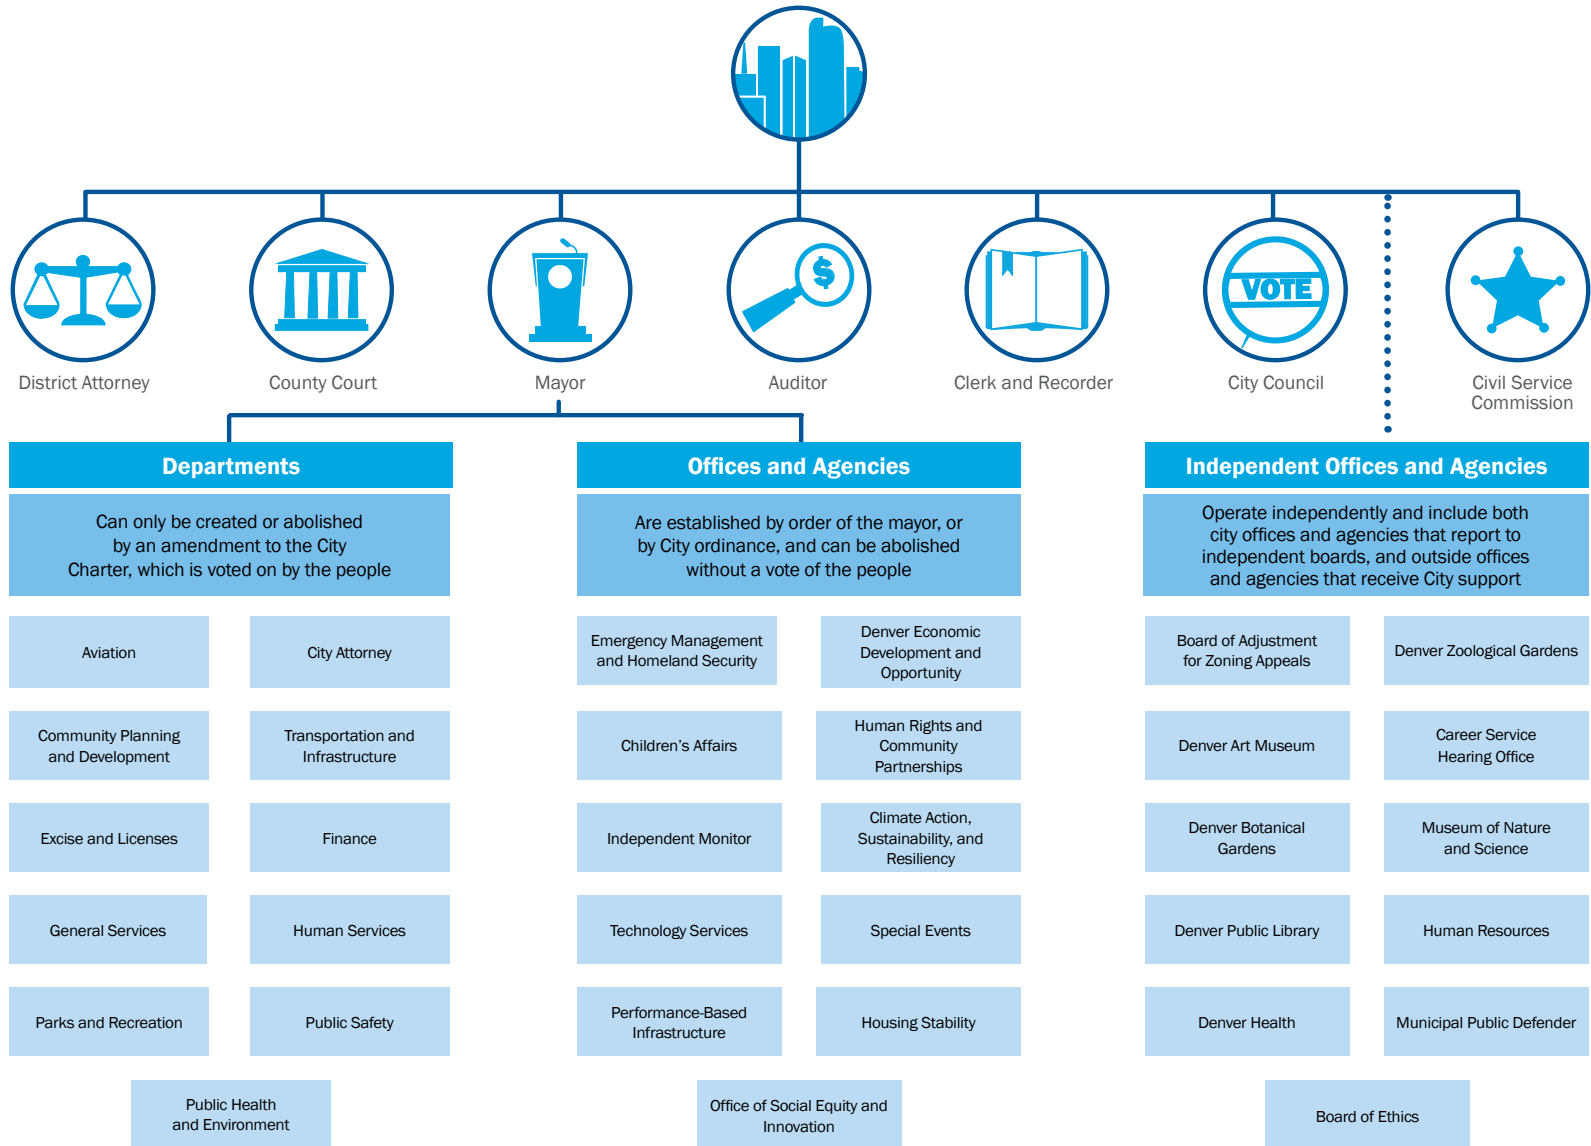 VOTE
$
District Attorney
County Court
Mayor
Auditor
Clerk and Recorder
City Council
Civil Service
Commission
Departments
Can only be created or abolished
by an amendment to the City
Charter, which is voted on by the people
Aviation
City Attorney
Community Planning
and Development
Transportation and
Infrastructure
Excise and Licenses
Finance
General Services
Human Services
Parks and Recreation
Public Safety
Public Health
and Environment
Offices and Agencies
Are established by order of the mayor, or
by City ordinance, and can be abolished
without a vote of the people
Emergency Management
and Homeland Security
Denver Economic
Development and
Opportunity
Children's Affairs
Human Rights and
Community
Partnerships
Independent Monitor
Climate Action,
Sustainability, and
Resiliency
Technology Services
Special Events
Performance-Based
Infrastructure
Housing Stability
Office of Social Equity and
Innovation
Independent Offices and Agencies
Operate independently and include both
city offices and agencies that report to
independent boards, and outside offices
and agencies that receive City support
Board of Adjustment
for Zoning Appeals
Denver Zoological Gardens
Denver Art Museum
Career Service
Hearing Office
Denver Botanical
Gardens
Museum of Nature
and Science
Denver Public Library
Human Resources
Denver Health
Municipal Public Defender
Board of Ethics